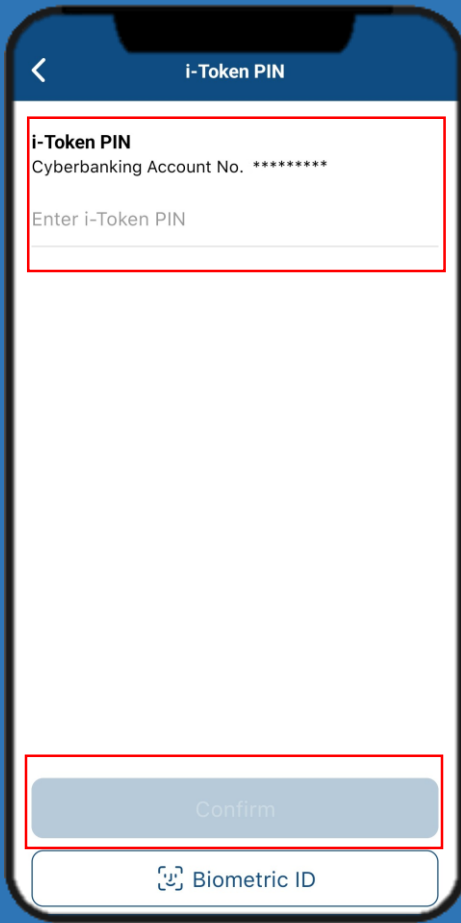 i-Token PIN
i-Token PIN
Cyberbanking Account No. *********
Enter i-Token PIN
Confirm
Biometric ID